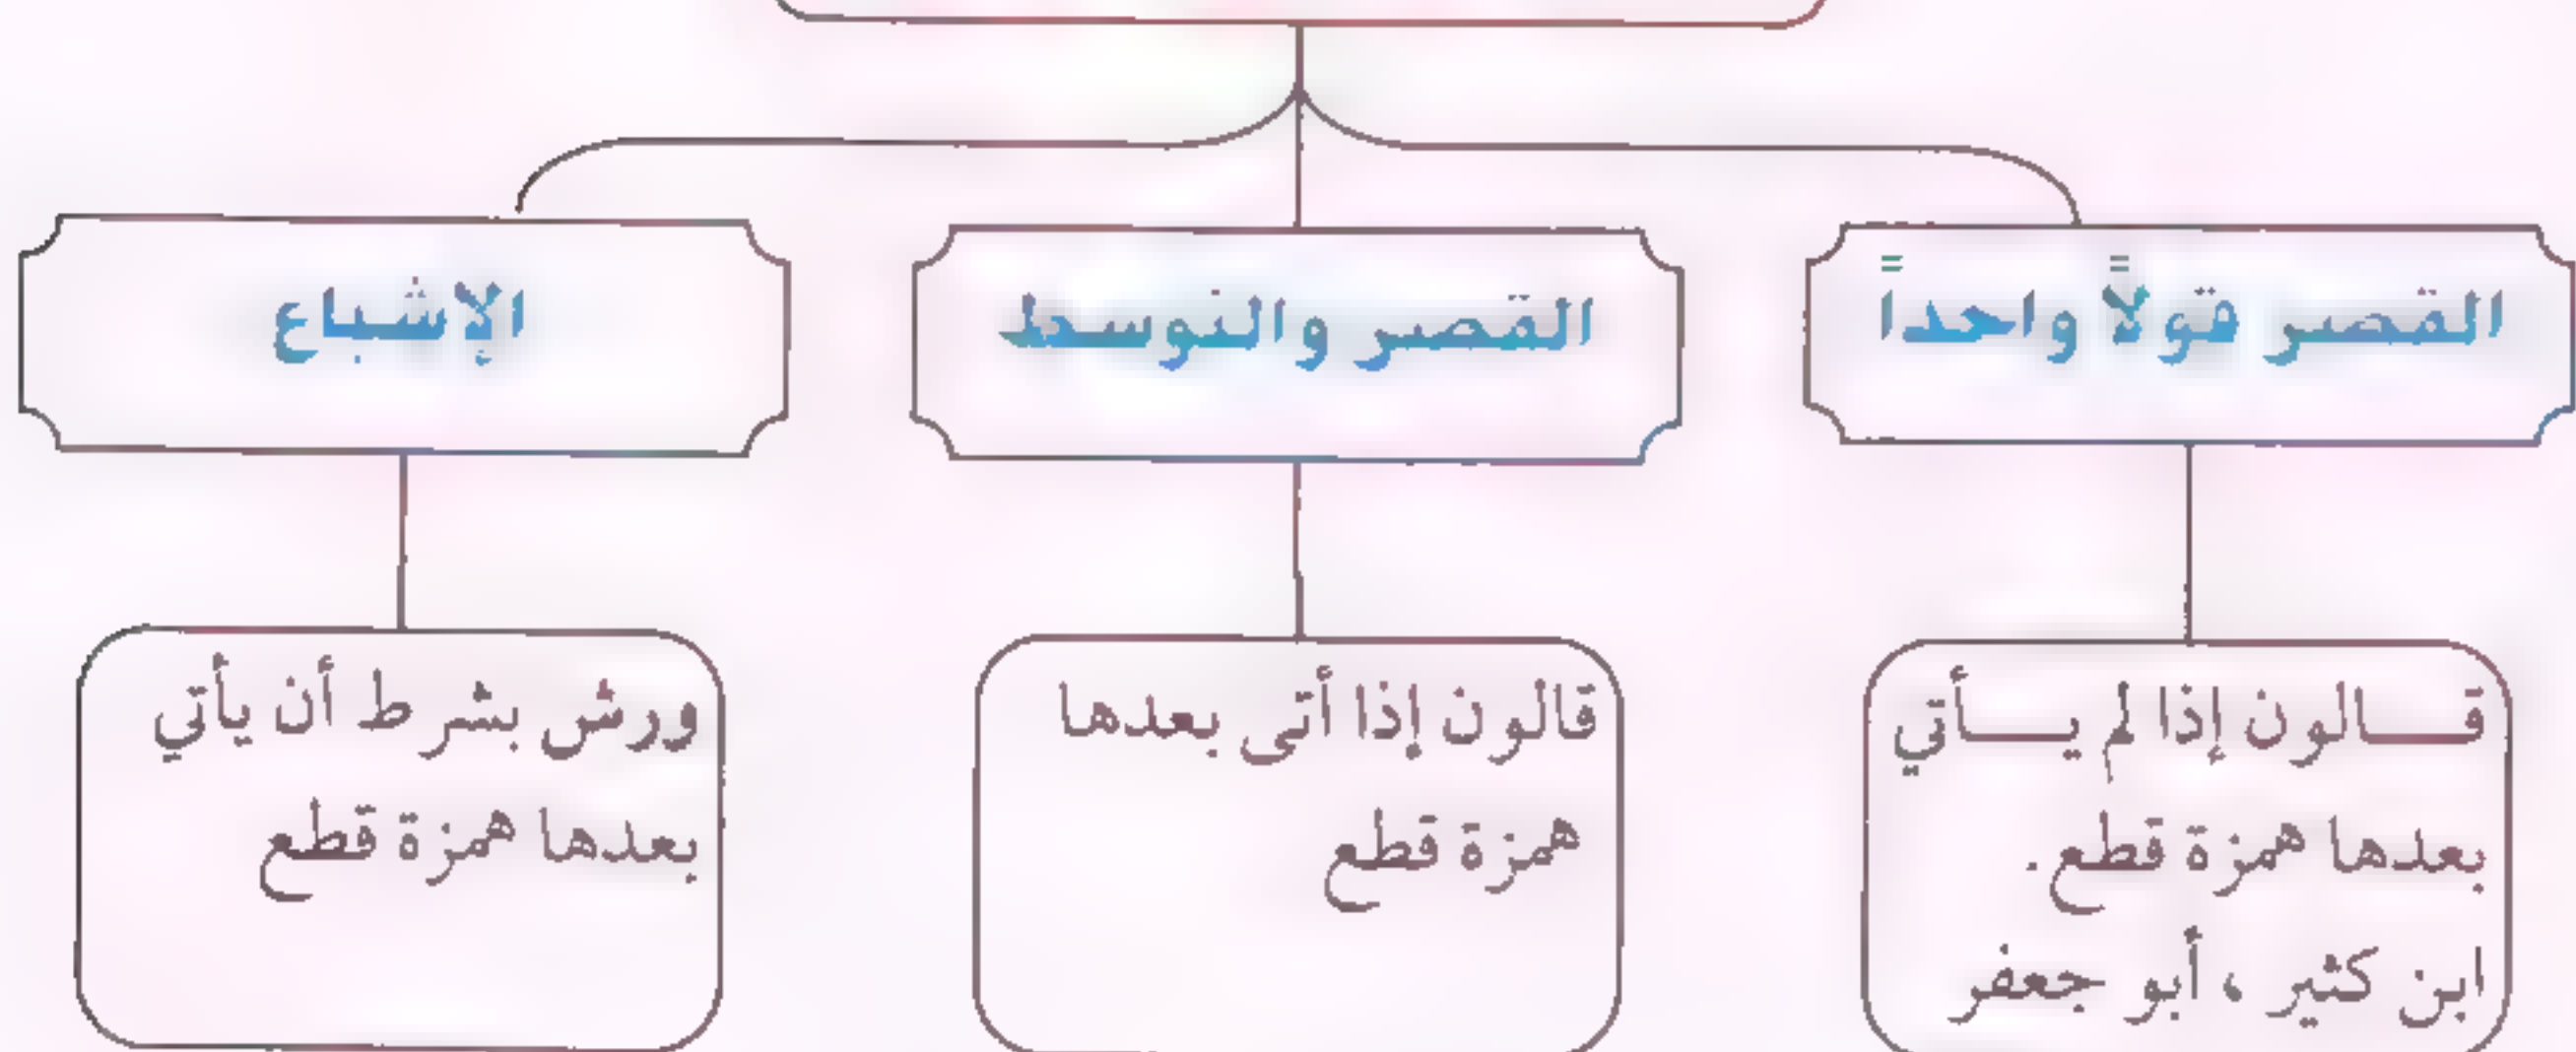 القصر قولاً واحداً
قالون إذا لم يأتي
بعدها همزة قطع.
ابن كثير ، أبو جعفر
القصر والتوسط
قالون إذا أتى بعدها
همزة قطع
الإشباع
ورش بشرط أن يأتي
بعدها همزة قطع